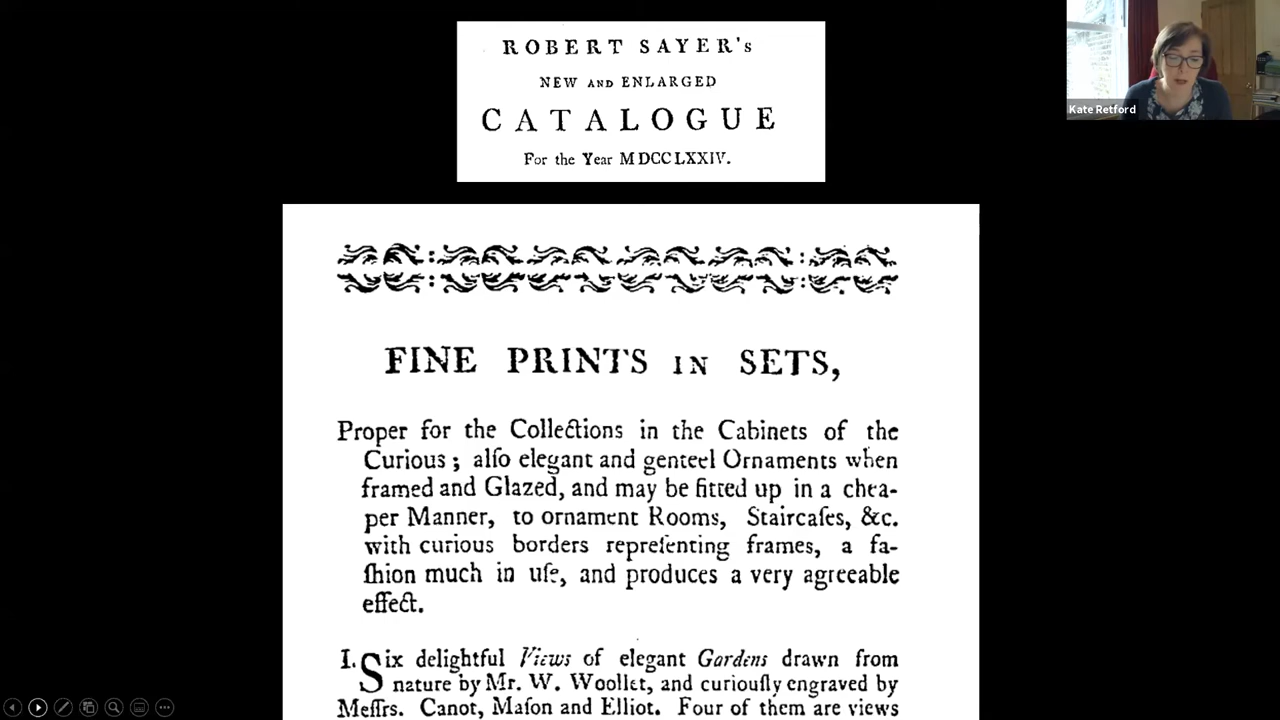 ROBERT SAYER's
NEW AND ENLARGED
CATALOGUE
For the Year MDCCLXXIV.
Kate Retford
FINE PRINTS IN SETS,
Proper for the Collections in the Cabinets of the
Curious; alſo elegant and genteel Ornaments when
framed and Glazed, and may be fitted up in a chea-
per Manner, to ornament Rooms, Staircaſes, &c.
with curious borders repreſenting frames, a fa-
ſhion much in uſe, and produces a very agreeable
effect.
I. Six delightful Views of elegant Gardens drawn from
nature by Mr. W. Woollet, and curiouſly engraved by
Meſſrs. Canot, Maſon and Elliot. Four of them are views